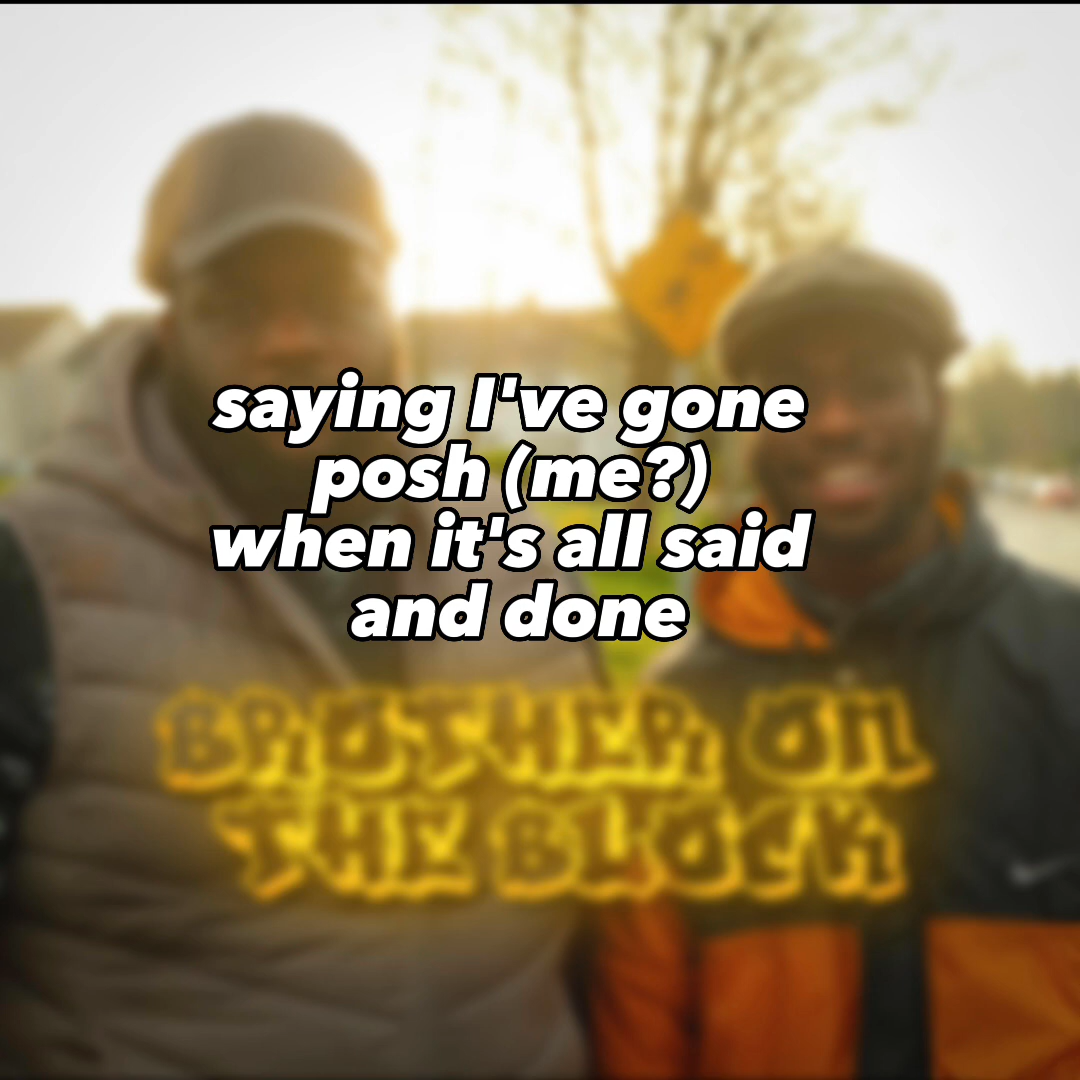 saying I've gone
posh (me?)
when it's all said
and done
BROTHER ON
THE BLOCK